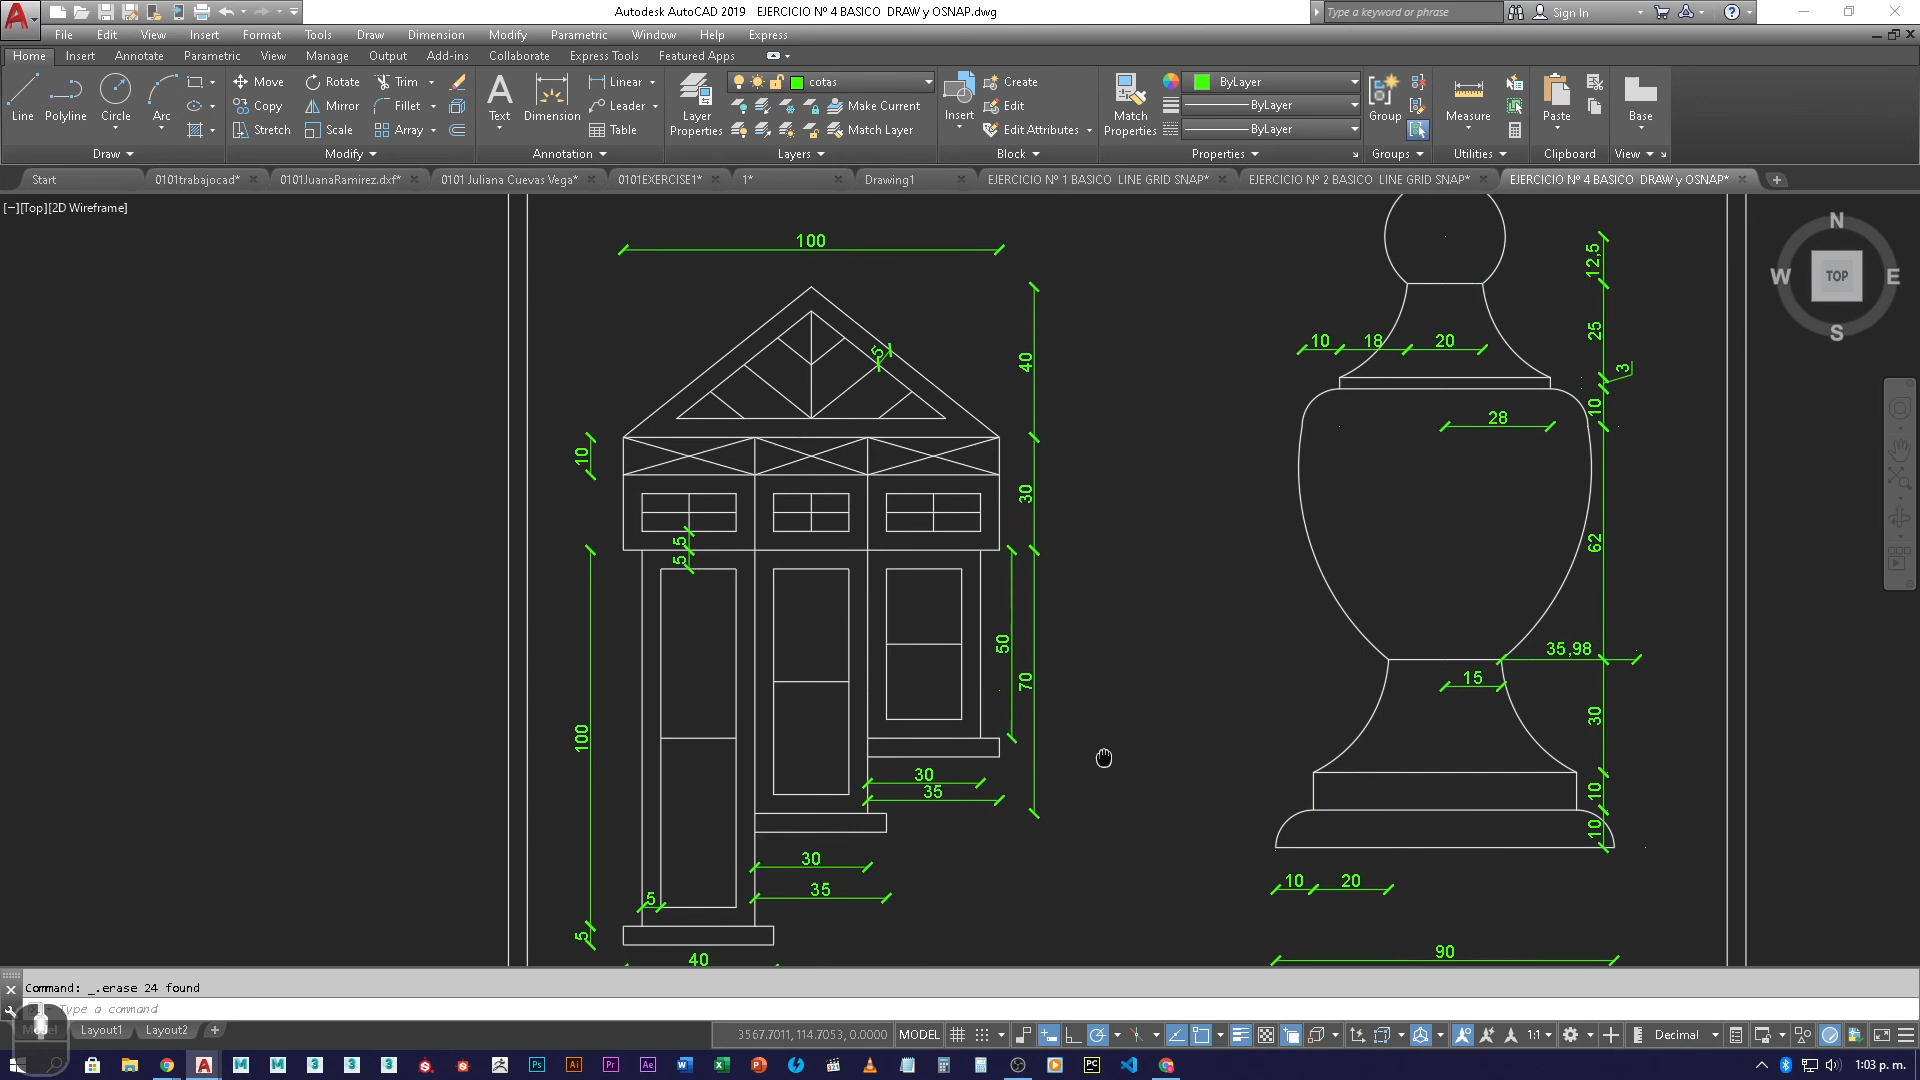 Autodesk AutoCAD 2019 EJERCICIO Nº 4 BASICO DRAW y OSNAP.dwg
Type a keyword or phrase
Sign In
File Edit View Insert Format Tools Draw Dimension Modify Parametric Window Help Express
Home Insert Annotate Parametric View Manage Output Add-ins Collaborate Express Tools Featured Apps
Line Polyline Circle Arc
Move Rotate Trim
Copy Mirror Fillet
Stretch Scale Array
Text Dimension
Linear
Leader
Table
Layer Properties
cotas
Make Current
Match Layer
Insert
Create
Edit
Edit Attributes
Match Properties
ByLayer
ByLayer
ByLayer
Group
Measure
Paste
Base
Draw Modify Annotation Layers Block Properties Groups Utilities Clipboard View
Start 0101trabajocad* 0101JuanaRamirez.dxf* 0101 Juliana Cuevas Vega* 0101EXERCISE1* 1* Drawing1 EJERCICIO Nº 1 BASICO LINE GRID SNAP* EJERCICIO Nº 2 BASICO LINE GRID SNAP* EJERCICIO Nº 4 BASICO DRAW y OSNAP*
[−][Top][2D Wireframe]
N
W TOP E
S
100
5
40
10
30
5
5
50
70
100
30
35
30
35
5
5
40
12,5
25
10 18 20
3
10
28
62
35,98
15
30
10
10
10 20
90
Command: _.erase 24 found
Type a command
Layout1 Layout2
3567.7011, 114.7053, 0.0000 MODEL 1:1 Decimal
1:03 p. m.